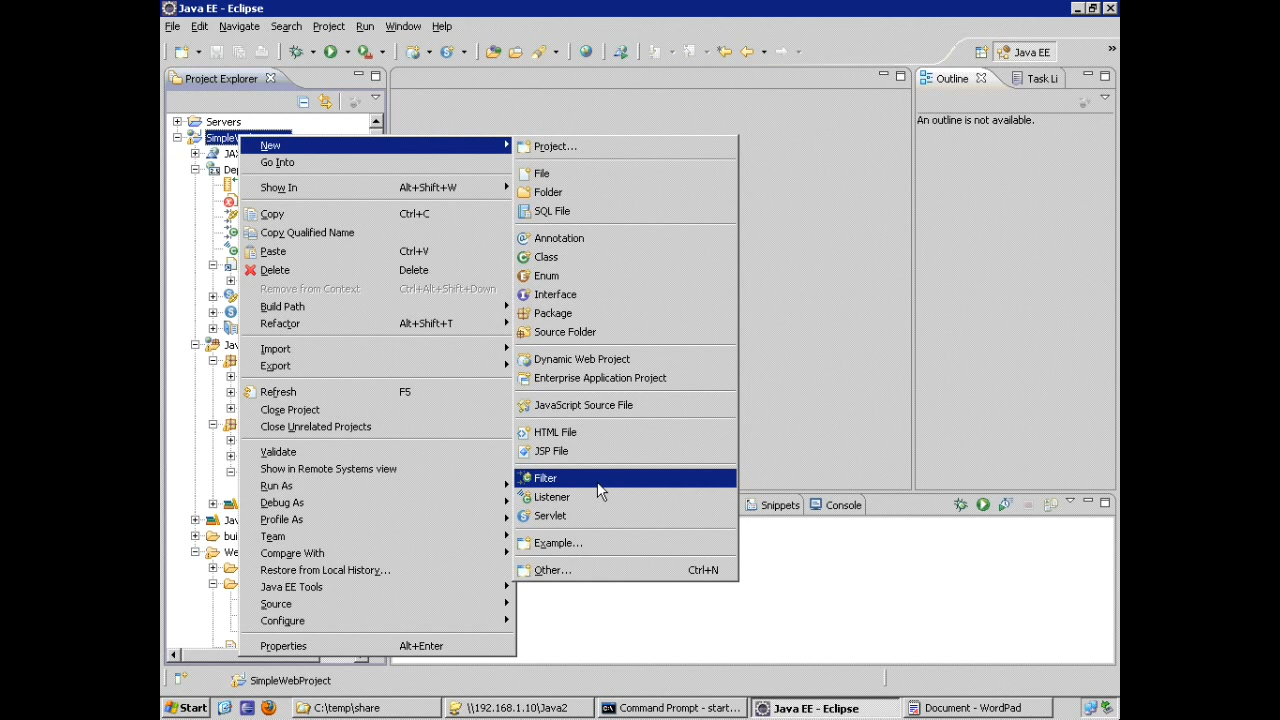 Java EE - Eclipse
File Edit Navigate Search Project Run Window Help
Java EE
Project Explorer
Outline Task Li
An outline is not available.
Servers
New
Go Into
Show In Alt+Shift+W
Copy Ctrl+C
Copy Qualified Name
Paste Ctrl+V
Delete Delete
Remove from Context Ctrl+Alt+Shift+Down
Build Path
Refactor Alt+Shift+T
Import
Export
Refresh F5
Close Project
Close Unrelated Projects
Validate
Show in Remote Systems view
Run As
Debug As
Profile As
Team
Compare With
Restore from Local History...
Java EE Tools
Source
Configure
Properties Alt+Enter
Project...
File
Folder
SQL File
Annotation
Class
Enum
Interface
Package
Source Folder
Dynamic Web Project
Enterprise Application Project
JavaScript Source File
HTML File
JSP File
Filter
Listener
Servlet
Example...
Other... Ctrl+N
Snippets Console
SimpleWebProject
Start C:\temp\share \\192.168.1.10\Java2 Command Prompt - start... Java EE - Eclipse Document - WordPad